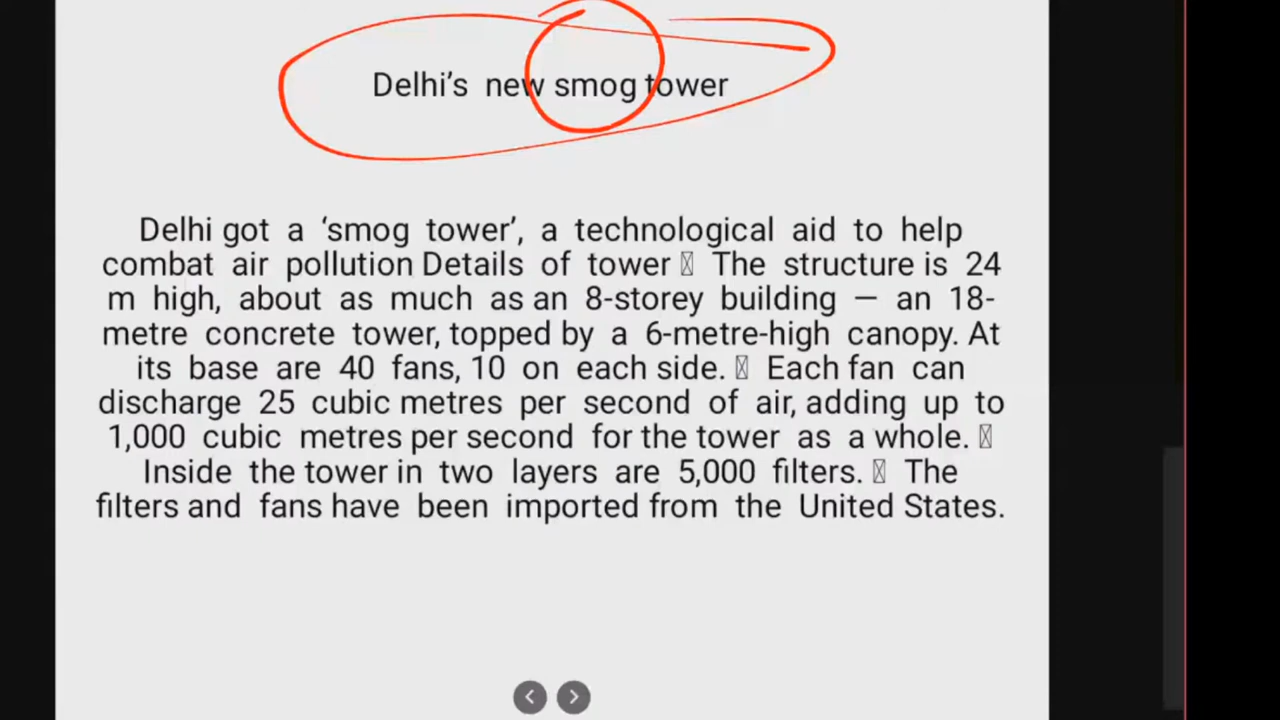 Delhi’s new smog tower
Delhi got a ‘smog tower’, a technological aid to help
combat air pollution Details of tower  The structure is 24
m high, about as much as an 8-storey building — an 18-
metre concrete tower, topped by a 6-metre-high canopy. At
its base are 40 fans, 10 on each side.  Each fan can
discharge 25 cubic metres per second of air, adding up to
1,000 cubic metres per second for the tower as a whole. 
Inside the tower in two layers are 5,000 filters.  The
filters and fans have been imported from the United States.